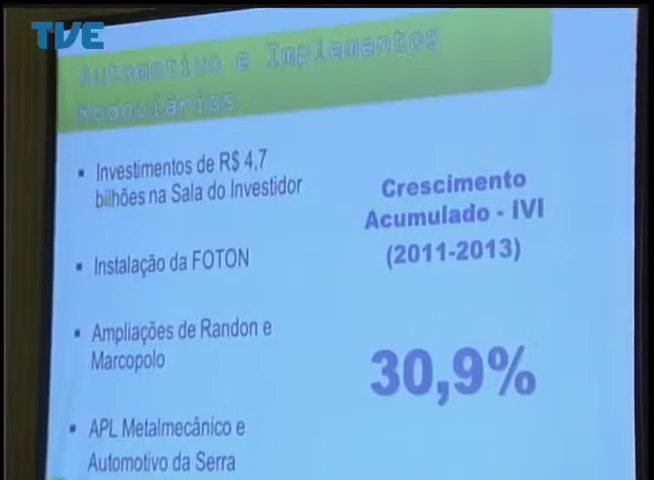 TVE
Automotivo e Implementos
Rodoviários
▪ Investimentos de R$ 4,7
bilhões na Sala do Investidor
▪ Instalação da FOTON
▪ Ampliações de Randon e
Marcopolo
▪ APL Metalmecânico e
Automotivo da Serra
Crescimento
Acumulado - IVI
(2011-2013)
30,9%